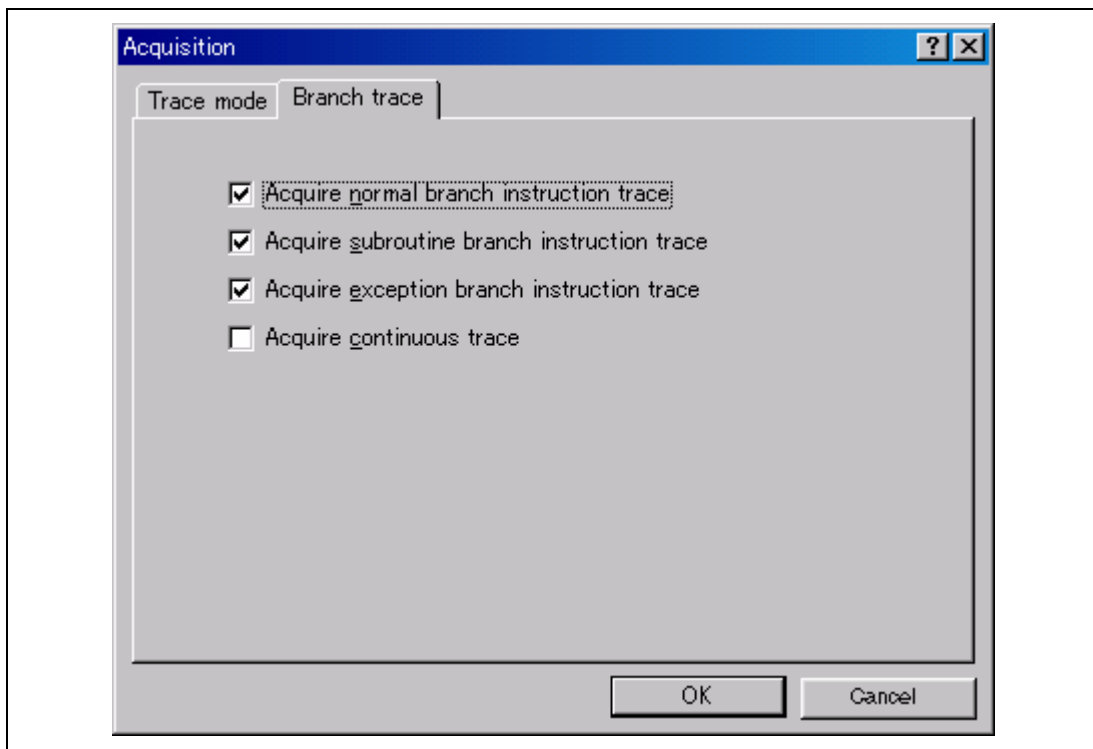 Acquisition
Trace mode Branch trace
Acquire normal branch instruction trace
Acquire subroutine branch instruction trace
Acquire exception branch instruction trace
Acquire continuous trace
OK Cancel